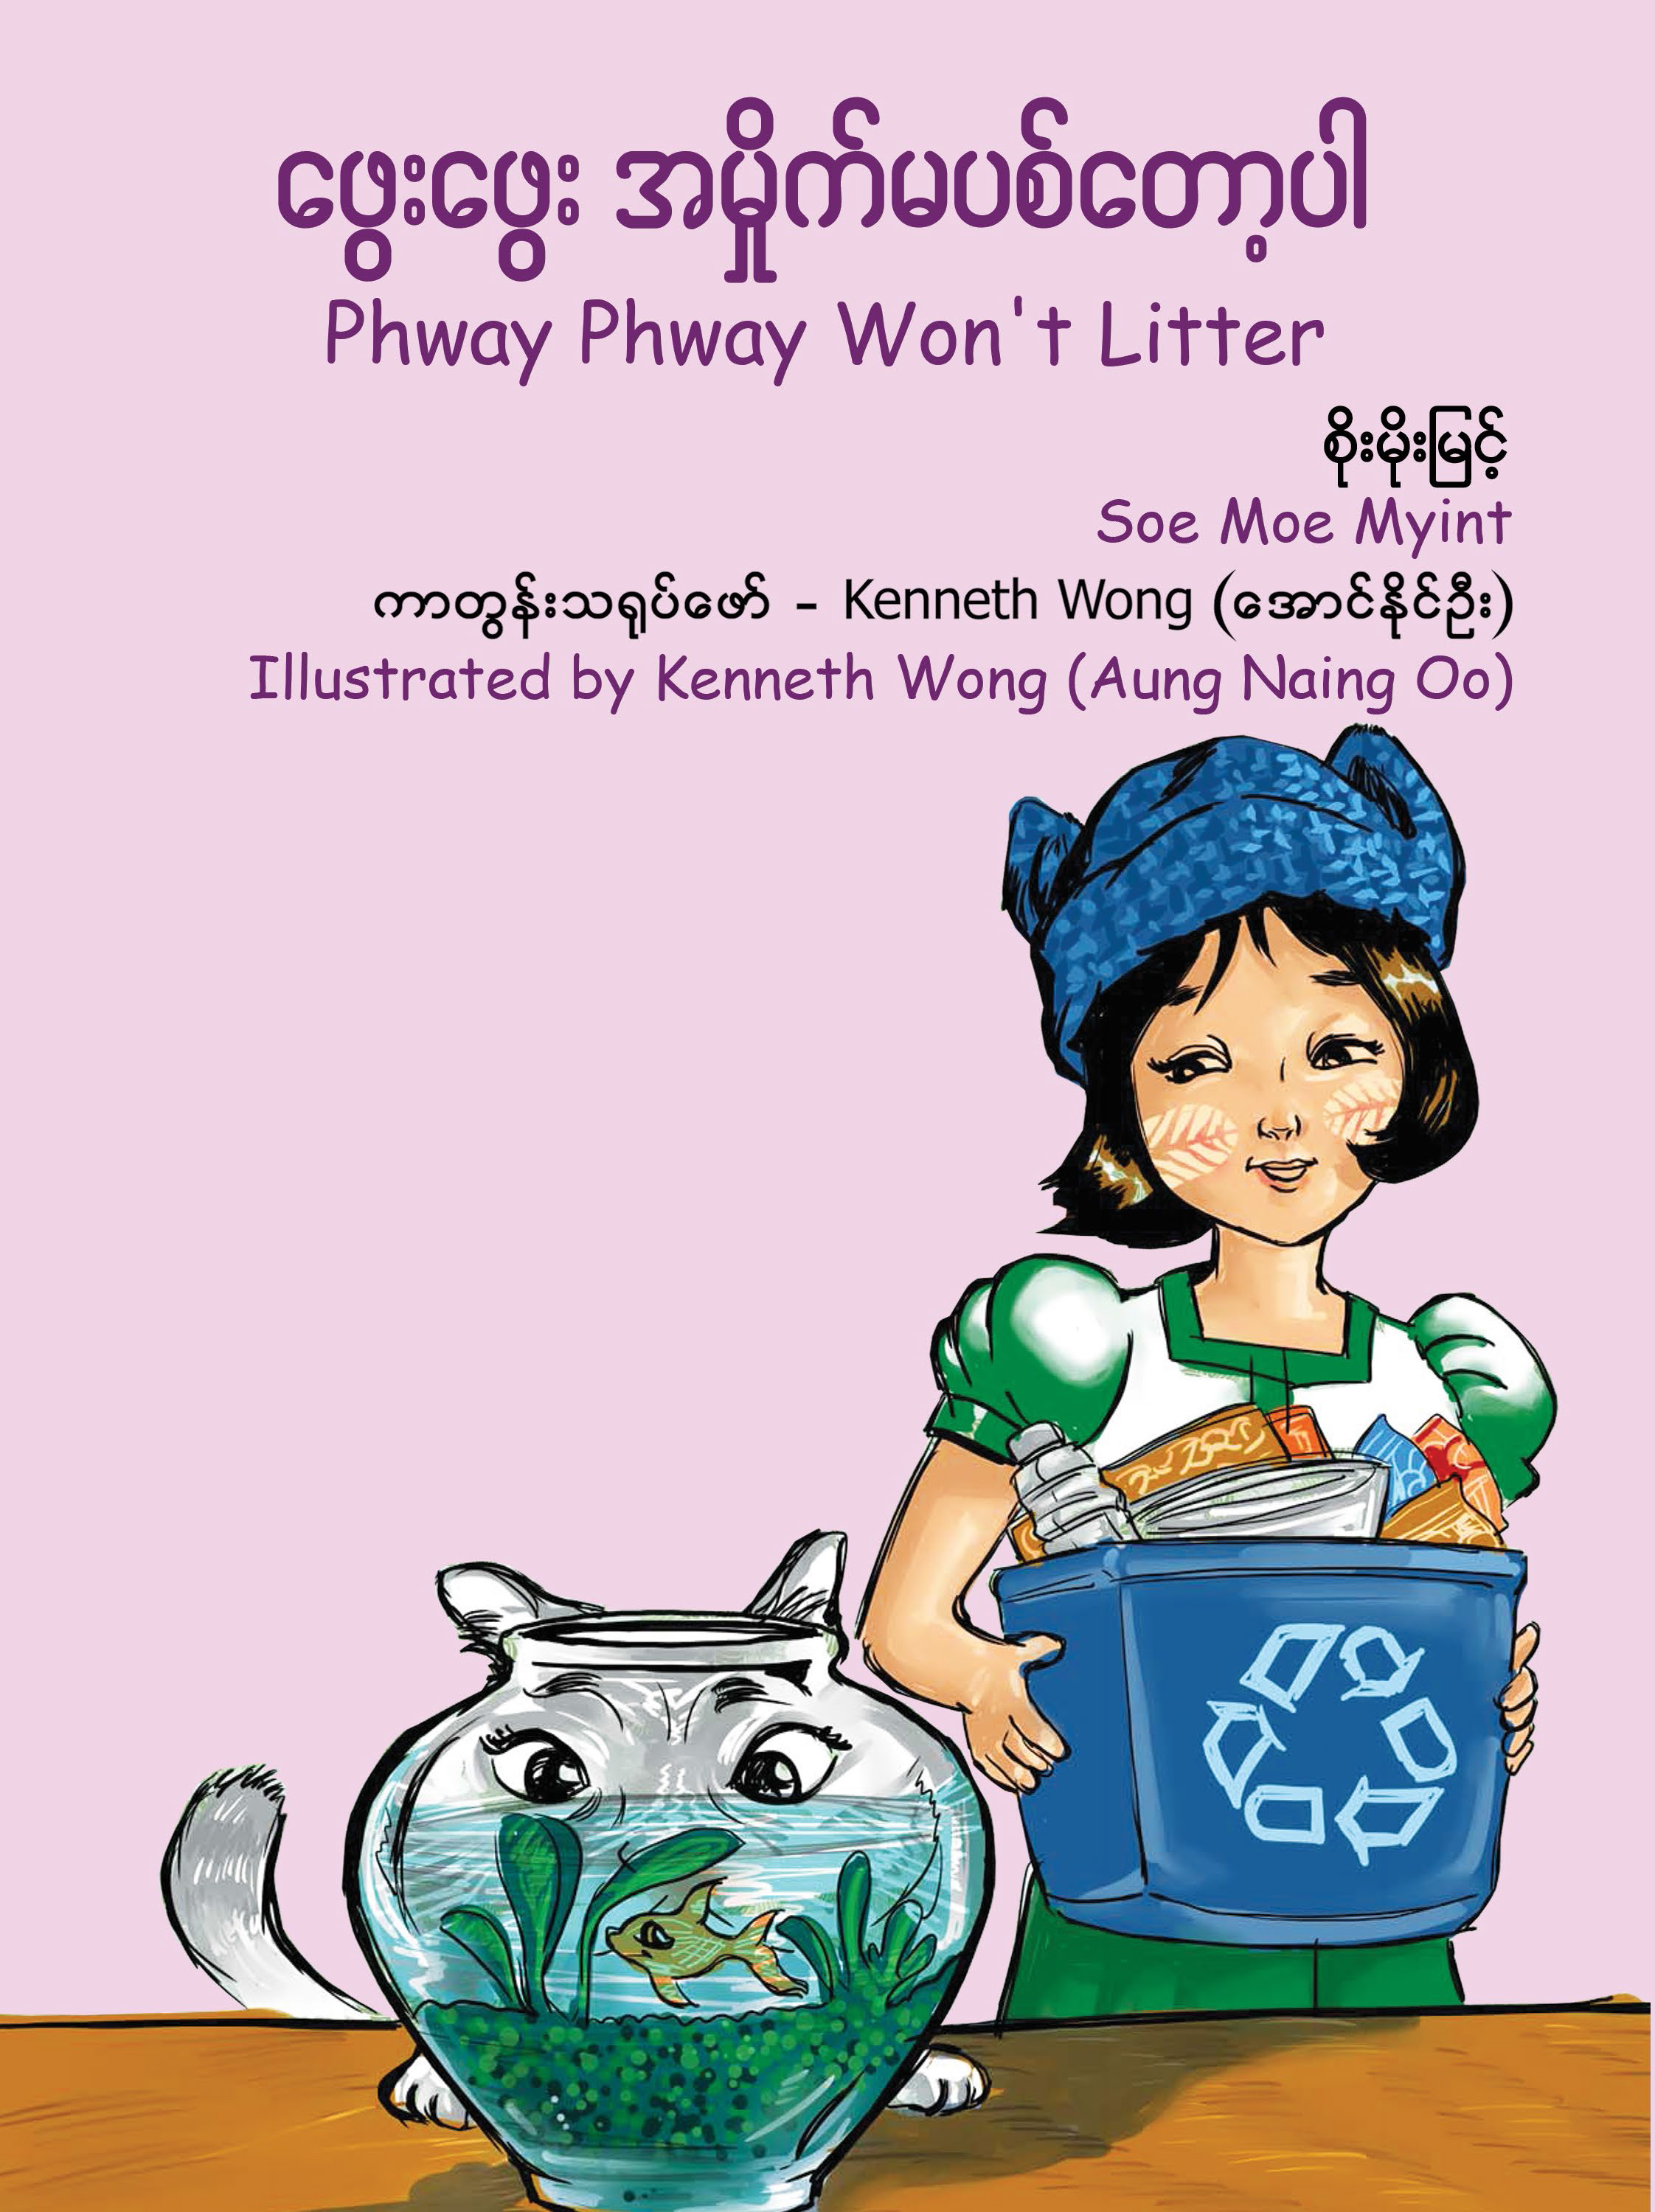 ဖွေးဖွေး အမှိုက်မပစ်တော့ပါ
Phway Phway Won't Litter
စိုးမိုးမြင့်
Soe Moe Myint
ကာတွန်းသရုပ်ဖော် - Kenneth Wong (အောင်နိုင်ဦး)
Illustrated by Kenneth Wong (Aung Naing Oo)